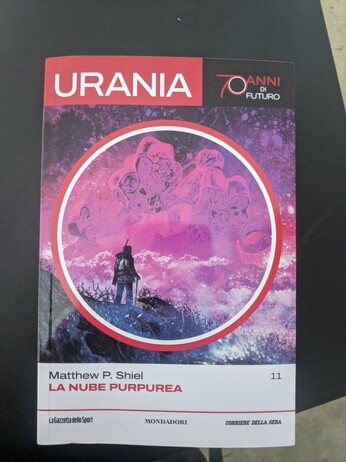 URANIA
70 ANNI
DI
FUTURO
Matthew P. Shiel
11
LA NUBE PURPUREA
La Gazzetta dello Sport
MONDADORI
CORRIERE DELLA SERA